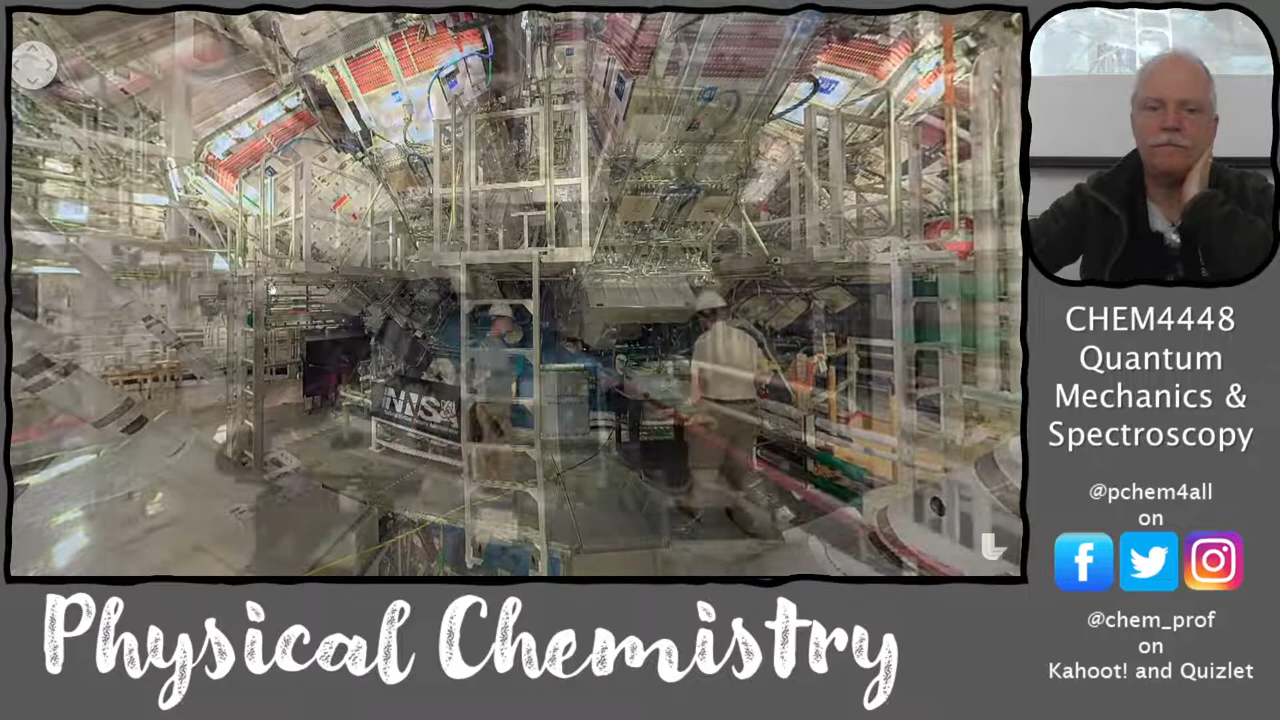 CHEM4448
Quantum
Mechanics &
Spectroscopy
@pchem4all
on
@chem_prof
on
Kahoot! and Quizlet
Physical Chemistry